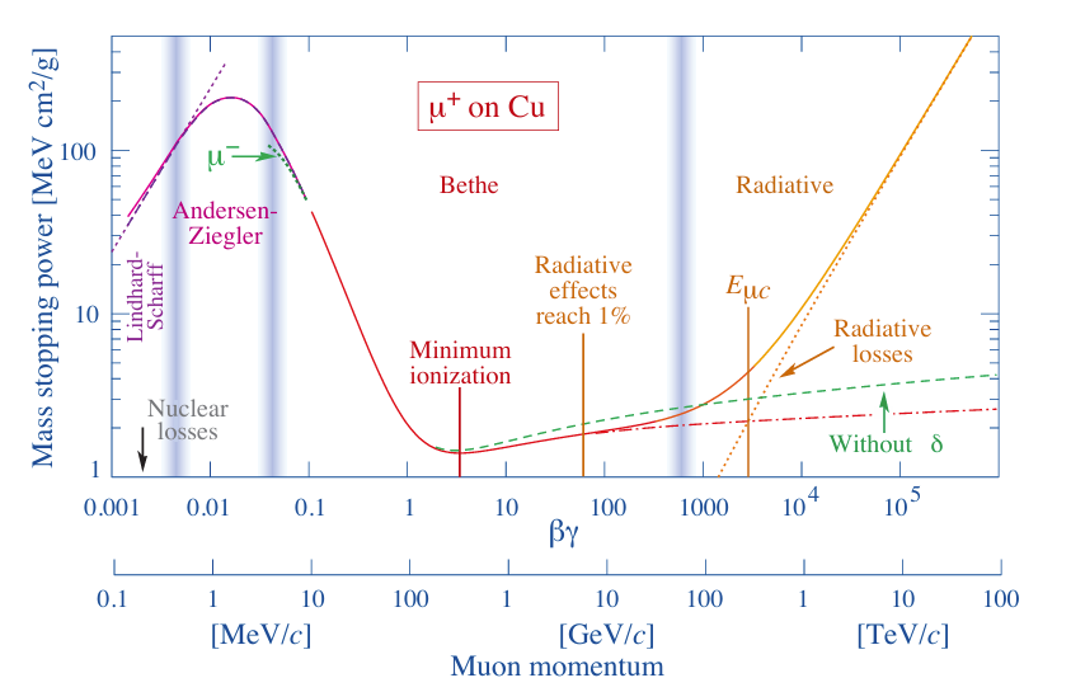 Mass stopping power [MeV cm²/g]
100
10
1
μ⁺ on Cu
μ⁻
Bethe
Radiative
Andersen-
Ziegler
Lindhard-
Scharff
Radiative
effects
reach 1%
Eμc
Radiative
losses
Minimum
ionization
Nuclear
losses
Without δ
0.001 0.01 0.1 1 10 100 1000 10⁴ 10⁵
βγ
0.1 1 10 100 1 10 100 1 10 100
[MeV/c] [GeV/c] [TeV/c]
Muon momentum